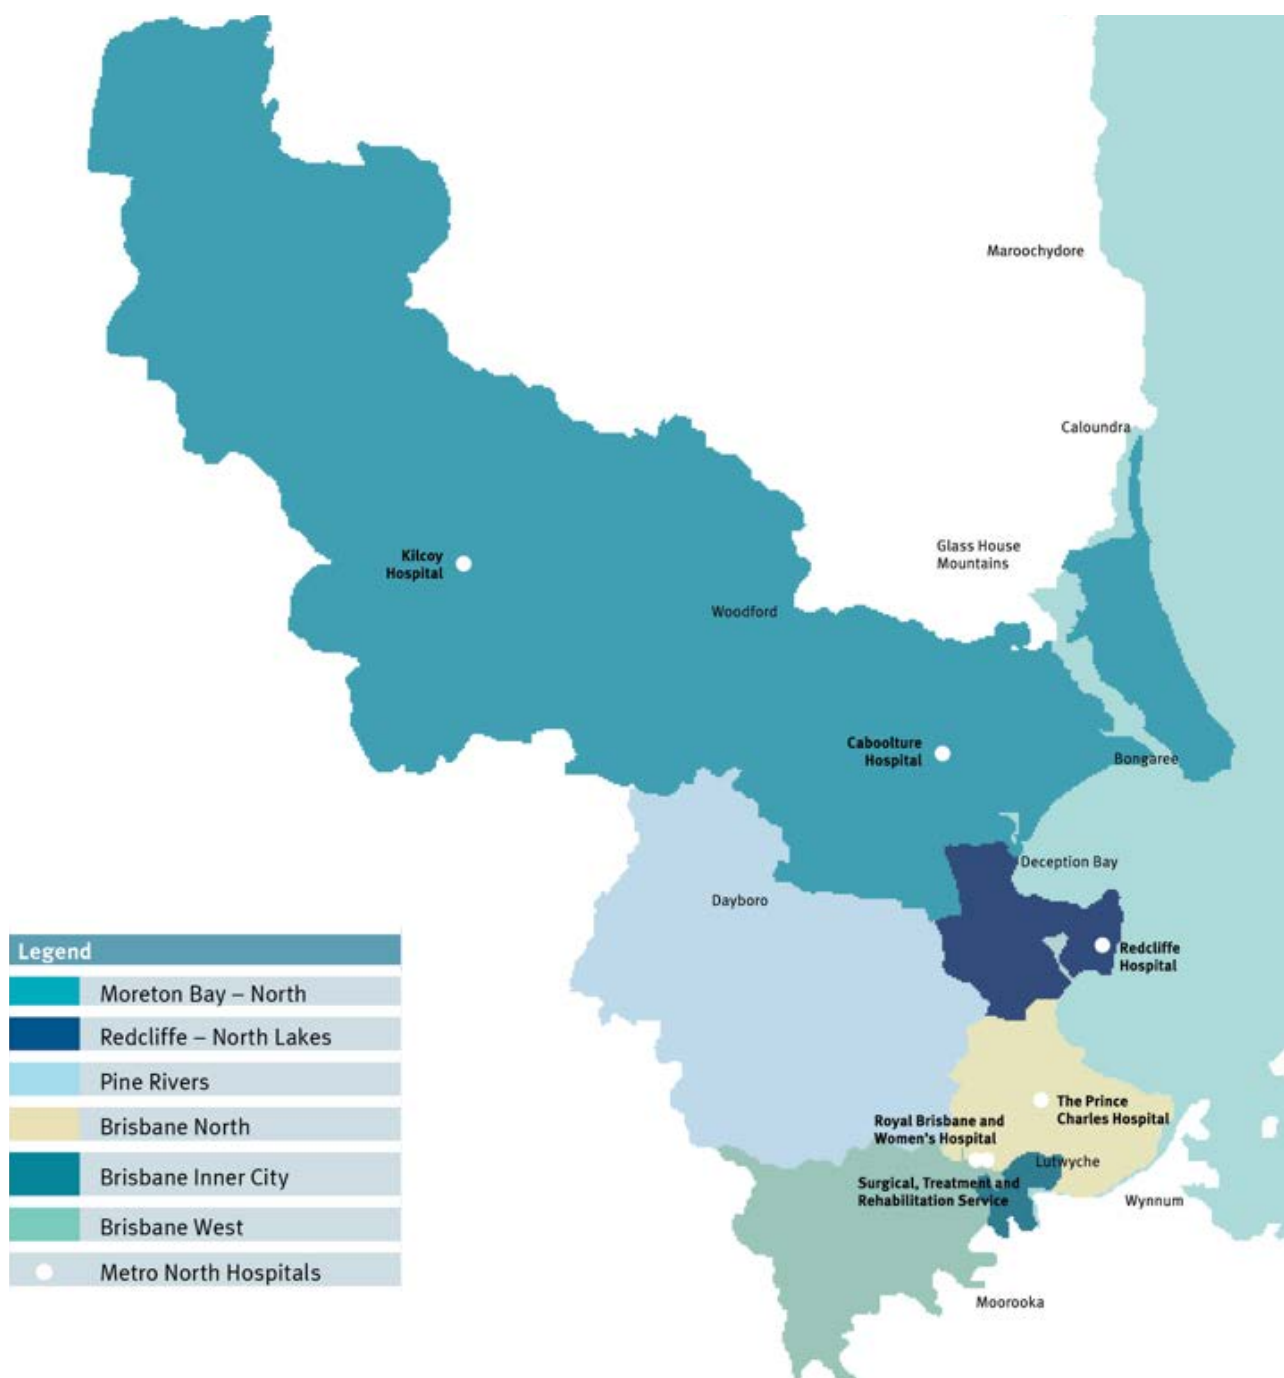 Maroochydore
Caloundra
Glass House
Mountains
Kilcoy
Hospital
Woodford
Caboolture
Hospital
Bongaree
Deception Bay
Dayboro
Redcliffe
Hospital
Legend
Moreton Bay – North
Redcliffe – North Lakes
Pine Rivers
Brisbane North
Brisbane Inner City
Brisbane West
Metro North Hospitals
The Prince
Charles Hospital
Royal Brisbane and
Women's Hospital
Lutwyche
Surgical, Treatment and
Rehabilitation Service
Wynnum
Moorooka